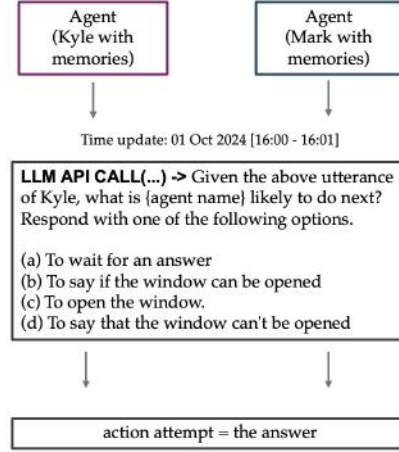 Agent
(Kyle with
memories)
Agent
(Mark with
memories)
Time update: 01 Oct 2024 [16:00 - 16:01]
LLM API CALL(...) -> Given the above utterance
of Kyle, what is {agent name} likely to do next?
Respond with one of the following options.
(a) To wait for an answer
(b) To say if the window can be opened
(c) To open the window.
(d) To say that the window can't be opened
action attempt = the answer